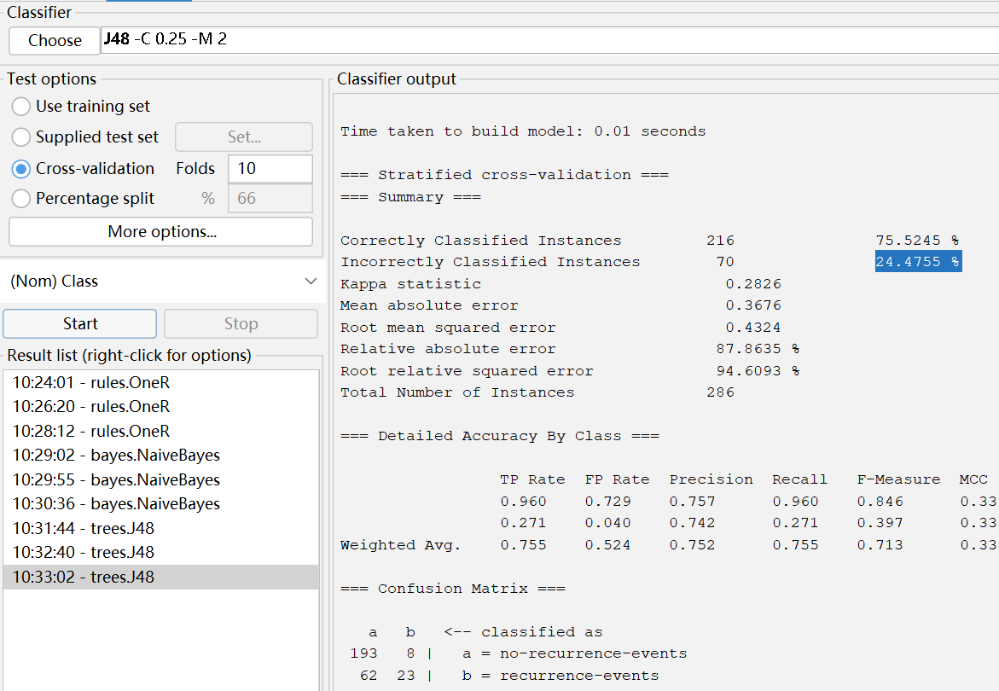 Classifier
Choose J48 -C 0.25 -M 2
Test options
Use training set
Supplied test set Set...
Cross-validation Folds 10
Percentage split % 66
More options...
(Nom) Class
Start Stop
Result list (right-click for options)
10:24:01 - rules.OneR
10:26:20 - rules.OneR
10:28:12 - rules.OneR
10:29:02 - bayes.NaiveBayes
10:29:55 - bayes.NaiveBayes
10:30:36 - bayes.NaiveBayes
10:31:44 - trees.J48
10:32:40 - trees.J48
10:33:02 - trees.J48
Classifier output
Time taken to build model: 0.01 seconds
=== Stratified cross-validation ===
=== Summary ===
Correctly Classified Instances 216 75.5245 %
Incorrectly Classified Instances 70 24.4755 %
Kappa statistic 0.2826
Mean absolute error 0.3676
Root mean squared error 0.4324
Relative absolute error 87.8635 %
Root relative squared error 94.6093 %
Total Number of Instances 286
=== Detailed Accuracy By Class ===
TP Rate FP Rate Precision Recall F-Measure MCC
0.960 0.729 0.757 0.960 0.846 0.33
0.271 0.040 0.742 0.271 0.397 0.33
Weighted Avg. 0.755 0.524 0.752 0.755 0.713 0.33
=== Confusion Matrix ===
a b <-- classified as
193 8 | a = no-recurrence-events
62 23 | b = recurrence-events